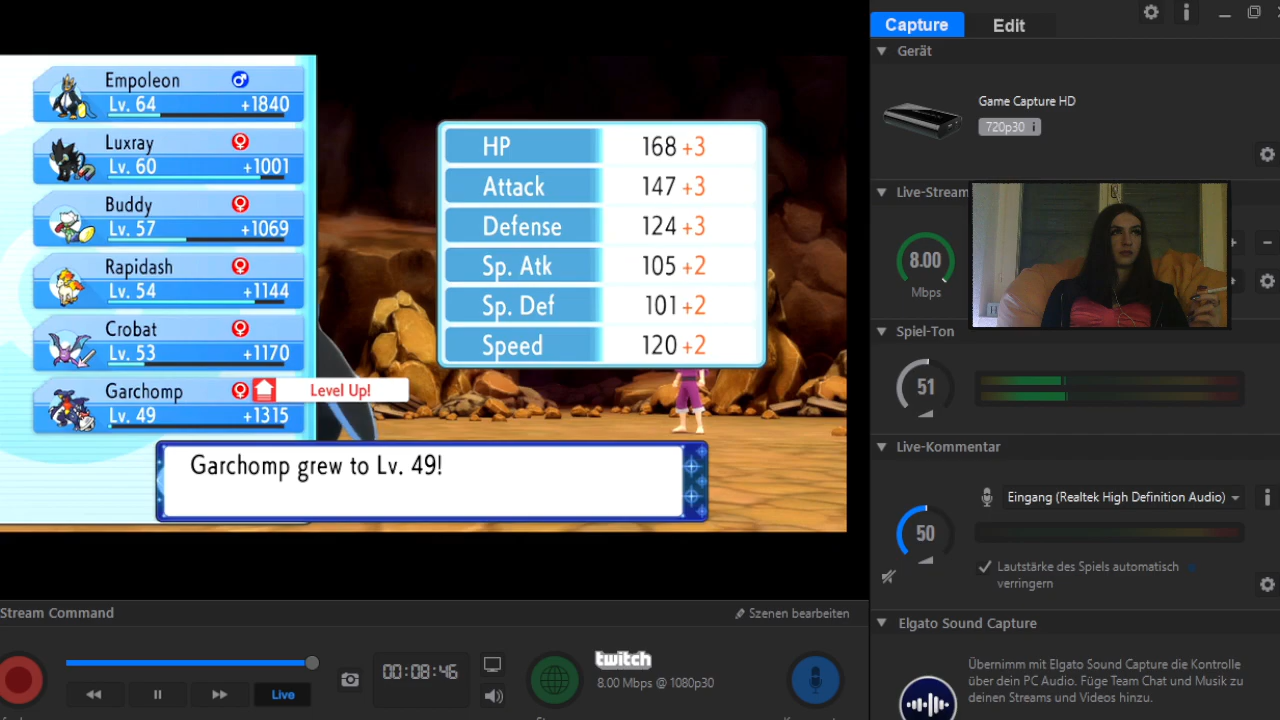 Empoleon
Lv. 64 +1840
Luxray
Lv. 60 +1001
Buddy
Lv. 57 +1069
Rapidash
Lv. 54 +1144
Crobat
Lv. 53 +1170
Garchomp Level Up!
Lv. 49 +1315
HP 168 +3
Attack 147 +3
Defense 124 +3
Sp. Atk 105 +2
Sp. Def 101 +2
Speed 120 +2
Garchomp grew to Lv. 49!
Capture Edit
Gerät
Game Capture HD
720p30 i
Live-Stream
8.00
Mbps
Spiel-Ton
51
Live-Kommentar
Eingang (Realtek High Definition Audio)
50
Lautstärke des Spiels automatisch
verringern
Elgato Sound Capture
Übernimm mit Elgato Sound Capture die Kontrolle
über dein PC Audio. Füge Team Chat und Musik zu
deinen Streams und Videos hinzu.
Stream Command
Szenen bearbeiten
00:08:46
Live
twitch
8.00 Mbps @ 1080p30